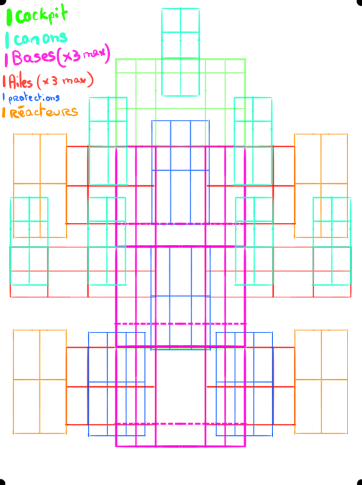 | Cockpit
| canons
| Bases (x3 max)
| Ailes (x3 max)
| protections
| RÉACTEURS